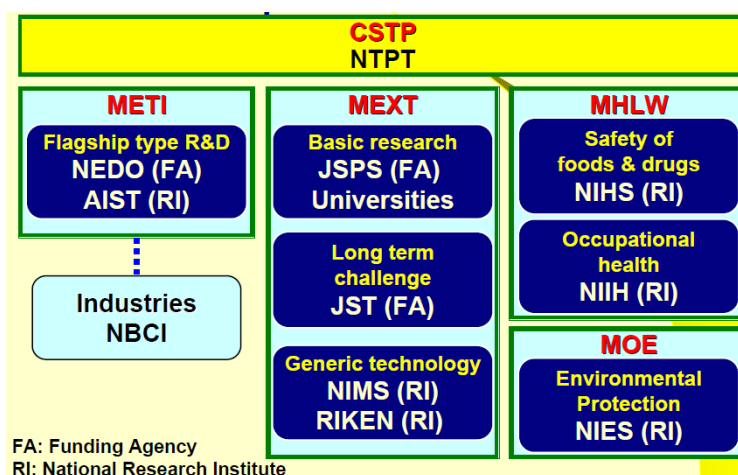 CSTP
NTPT
METI
Flagship type R&D
NEDO (FA)
AIST (RI)
Industries
NBCI
MEXT
Basic research
JSPS (FA)
Universities
Long term
challenge
JST (FA)
Generic technology
NIMS (RI)
RIKEN (RI)
MHLW
Safety of
foods & drugs
NIHS (RI)
Occupational
health
NIIH (RI)
MOE
Environmental
Protection
NIES (RI)
FA: Funding Agency
RI: National Research Institute